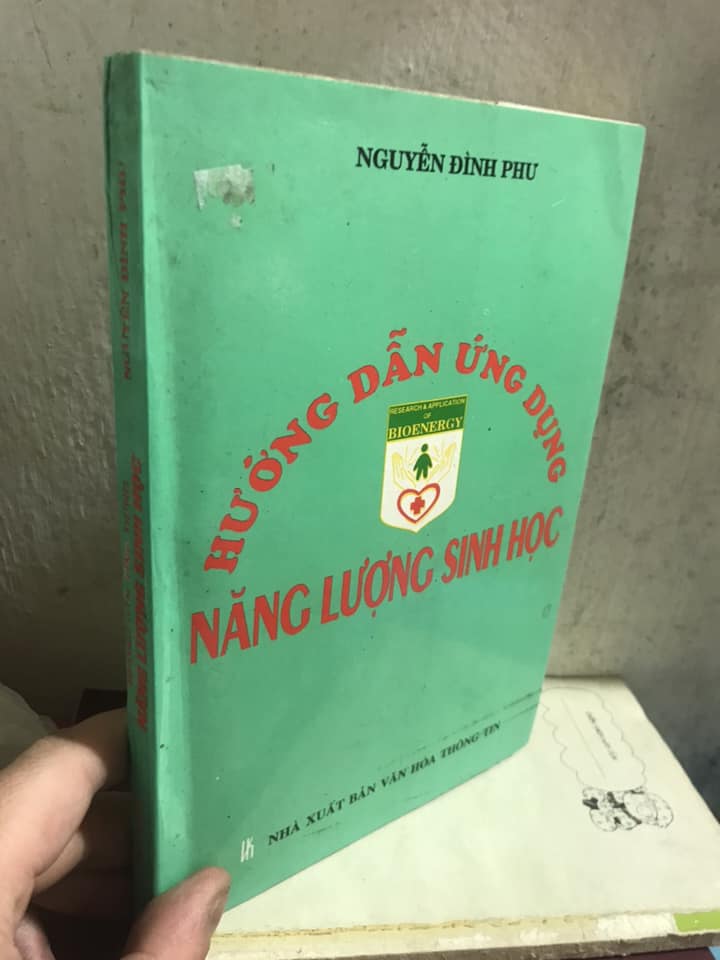 NGUYỄN ĐÌNH PHƯ
HƯỚNG DẪN ỨNG DỤNG
RESEARCH & APPLICATION
OF
BIOENERGY
NĂNG LƯỢNG SINH HỌC
NHÀ XUẤT BẢN VĂN HÓA THÔNG TIN